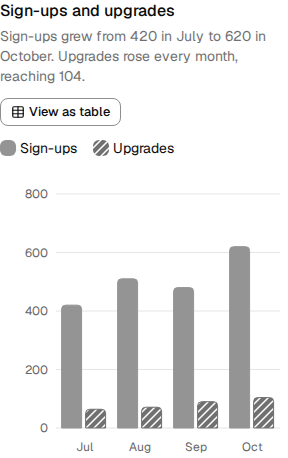 Sign-ups and upgrades
Sign-ups grew from 420 in July to 620 in
October. Upgrades rose every month,
reaching 104.
View as table
Sign-ups Upgrades
800
600
400
200
0
Jul Aug Sep Oct